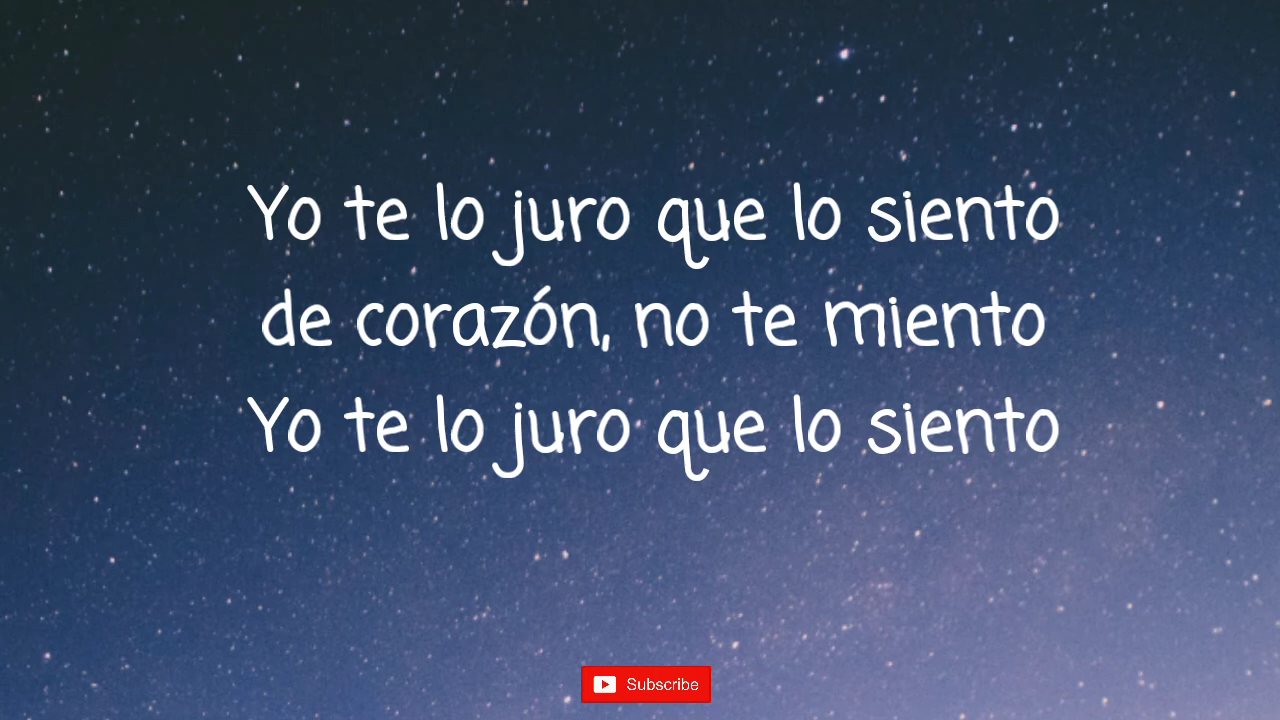 Yo te lo juro que lo siento
de corazón, no te miento
Yo te lo juro que lo siento
Subscribe